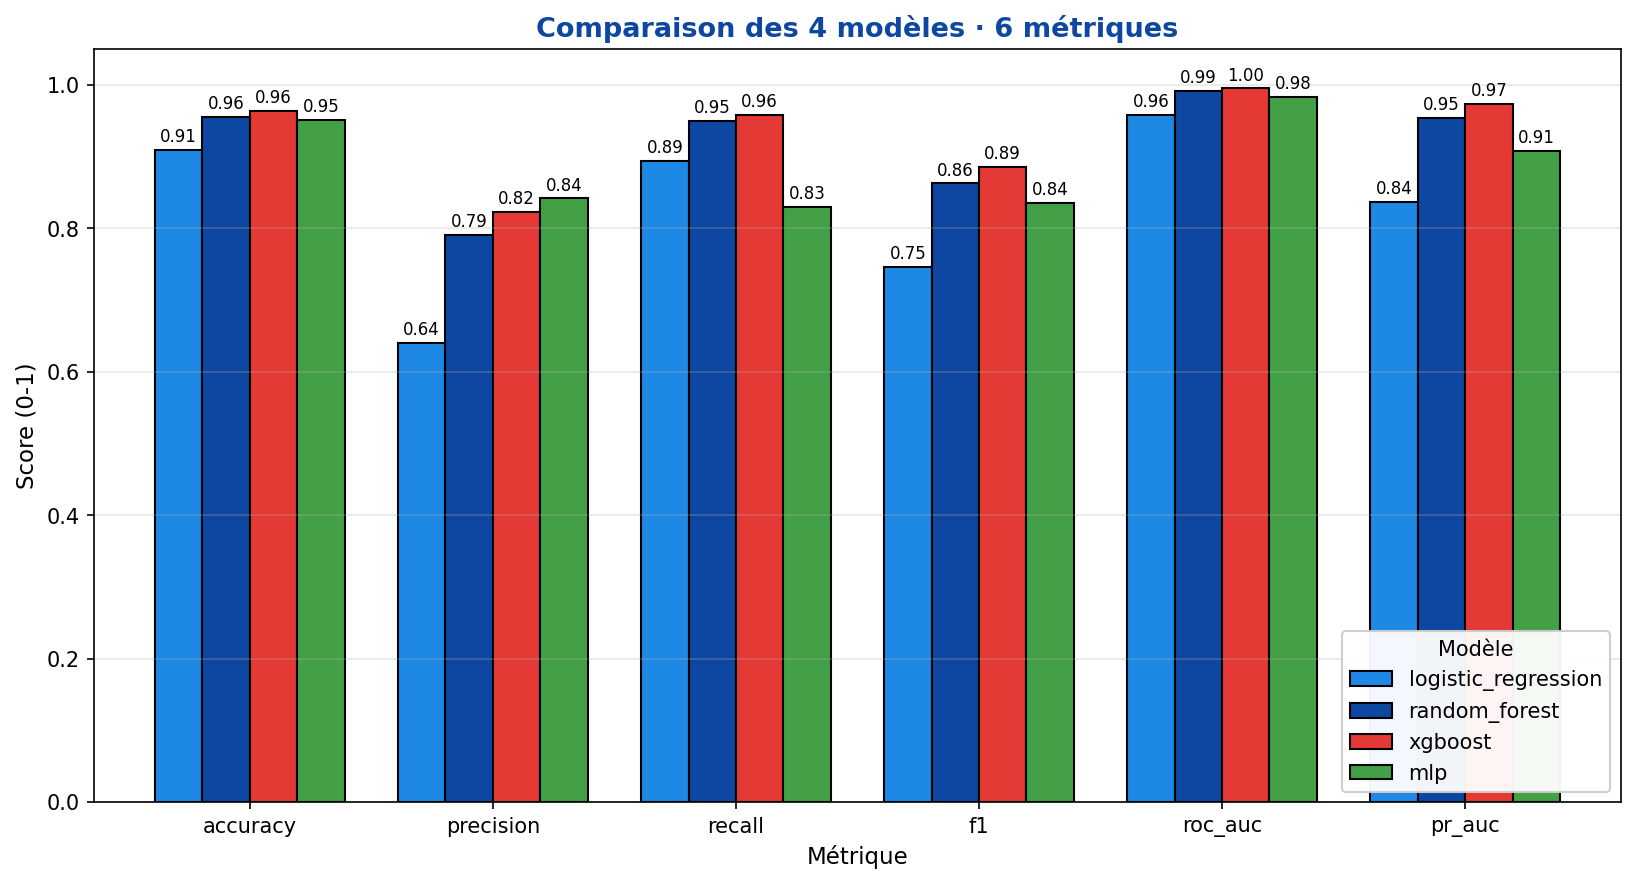 Comparaison des 4 modèles · 6 métriques
Score (0-1)
1.0
0.8
0.6
0.4
0.2
0.0
0.91 0.96 0.96 0.95
0.64 0.79 0.82 0.84
0.89 0.95 0.96 0.83
0.75 0.86 0.89 0.84
0.96 0.99 1.00 0.98
0.84 0.95 0.97 0.91
Modèle
logistic_regression
random_forest
xgboost
mlp
accuracy precision recall f1 roc_auc pr_auc
Métrique